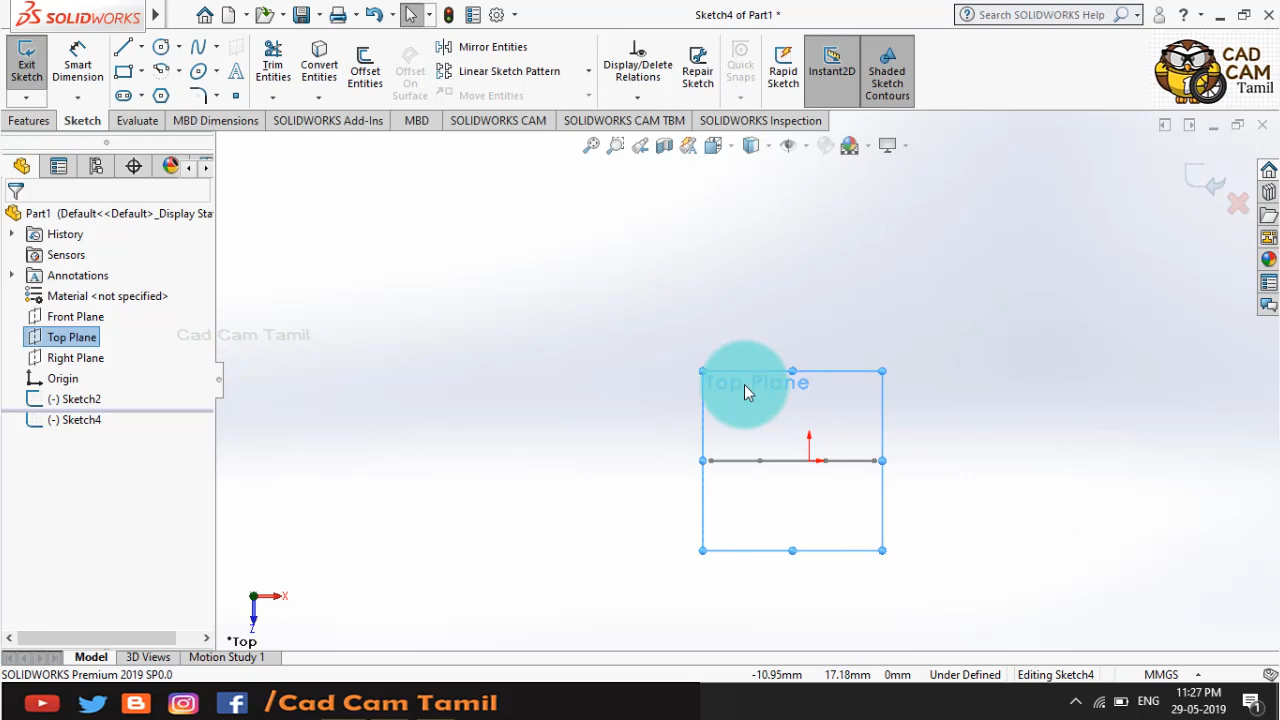 SOLIDWORKS
Sketch4 of Part1 *
Search SOLIDWORKS Help
?
Exit Sketch
Smart Dimension
Trim Entities
Convert Entities
Offset Entities
Offset On Surface
Mirror Entities
Linear Sketch Pattern
Move Entities
Display/Delete Relations
Repair Sketch
Quick Snaps
Rapid Sketch
Instant2D
Shaded Sketch Contours
CAD
CAM
Tamil
Features
Sketch
Evaluate
MBD Dimensions
SOLIDWORKS Add-Ins
MBD
SOLIDWORKS CAM
SOLIDWORKS CAM TBM
SOLIDWORKS Inspection
Part1 (Default<<Default>_Display Sta
History
Sensors
Annotations
Material <not specified>
Front Plane
Top Plane
Right Plane
Origin
(-) Sketch2
(-) Sketch4
Cad Cam Tamil
Top Plane
X
Z
*Top
Model
3D Views
Motion Study 1
SOLIDWORKS Premium 2019 SP0.0
-10.95mm
17.18mm
0mm
Under Defined
Editing Sketch4
MMGS
/Cad Cam Tamil
ENG
11:27 PM
29-05-2019
1